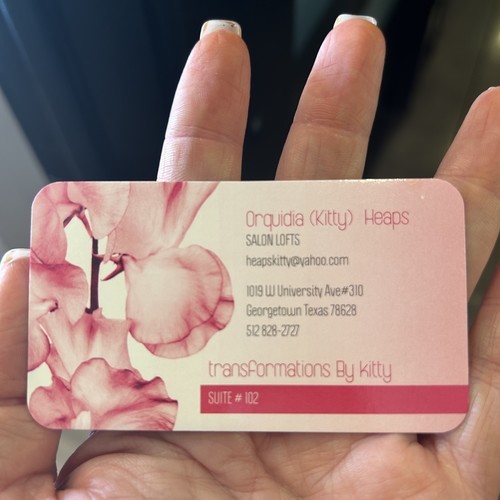 Orquidia (Kitty) Heaps
SALON LOFTS
heapskitty@yahoo.com
1019 W University Ave#310
Georgetown Texas 78628
512 828-2727
transformations By kitty
SUITE # 102